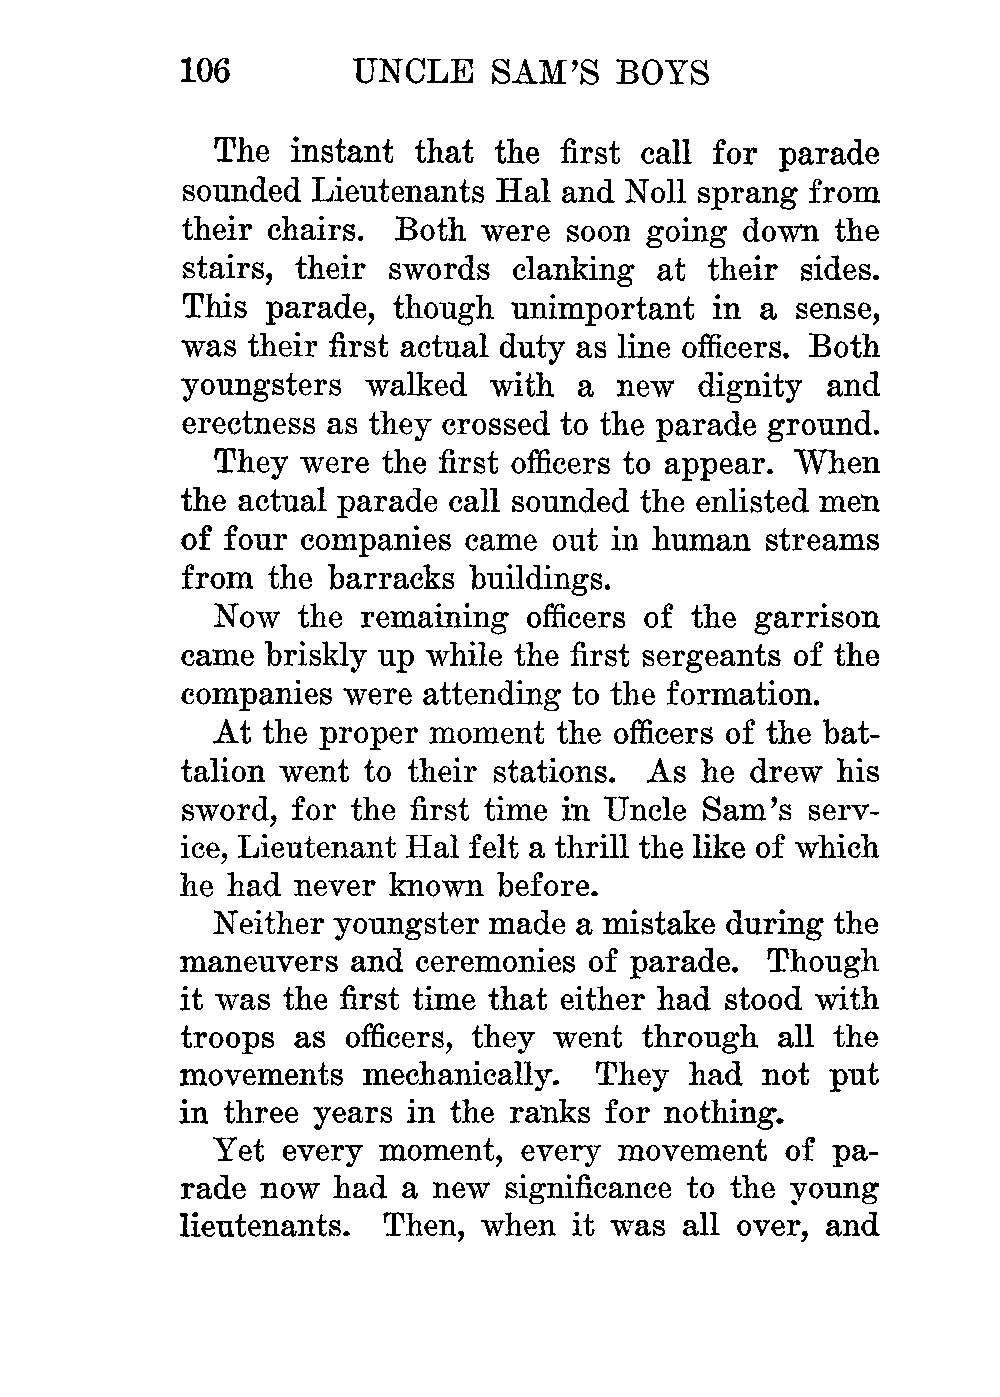 106 UNCLE SAM'S BOYS
The instant that the first call for parade
sounded Lieutenants Hal and Noll sprang from
their chairs. Both were soon going down the
stairs, their swords clanking at their sides.
This parade, though unimportant in a sense,
was their first actual duty as line officers. Both
youngsters walked with a new dignity and
erectness as they crossed to the parade ground.
They were the first officers to appear. When
the actual parade call sounded the enlisted men
of four companies came out in human streams
from the barracks buildings.
Now the remaining officers of the garrison
came briskly up while the first sergeants of the
companies were attending to the formation.
At the proper moment the officers of the bat-
talion went to their stations. As he drew his
sword, for the first time in Uncle Sam's serv-
ice, Lieutenant Hal felt a thrill the like of which
he had never known before.
Neither youngster made a mistake during the
maneuvers and ceremonies of parade. Though
it was the first time that either had stood with
troops as officers, they went through all the
movements mechanically. They had not put
in three years in the ranks for nothing.
Yet every moment, every movement of pa-
rade now had a new significance to the young
lieutenants. Then, when it was all over, and